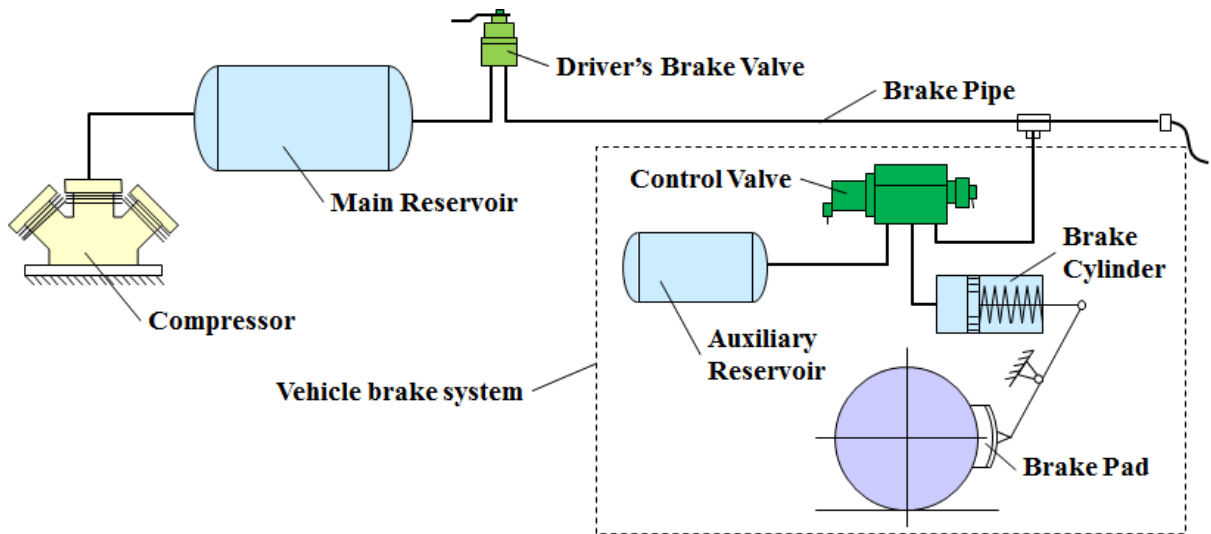 Driver's Brake Valve
Brake Pipe
Main Reservoir
Control Valve
Brake
Cylinder
Compressor
Auxiliary
Reservoir
Vehicle brake system
Brake Pad